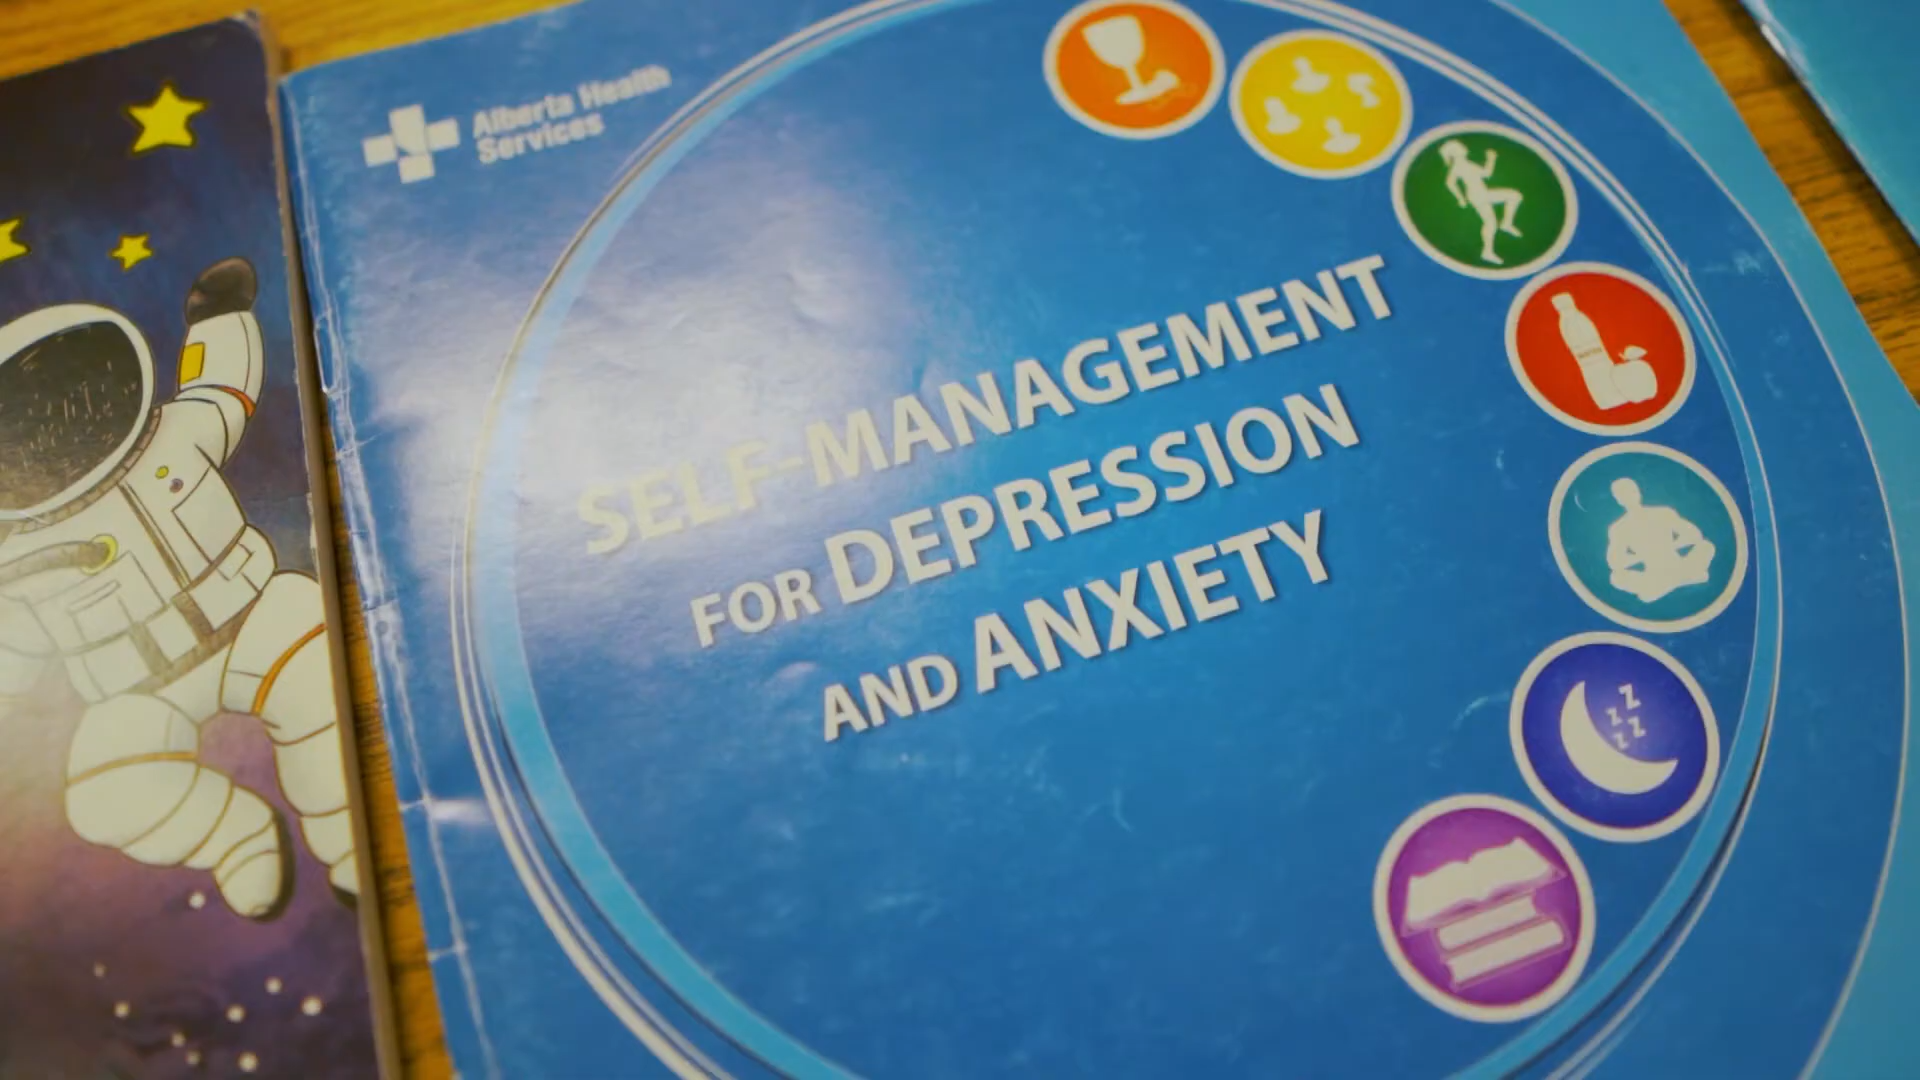 Alberta Health
Services
SELF-MANAGEMENT
FOR DEPRESSION
AND ANXIETY
Z
Z
Z
Z